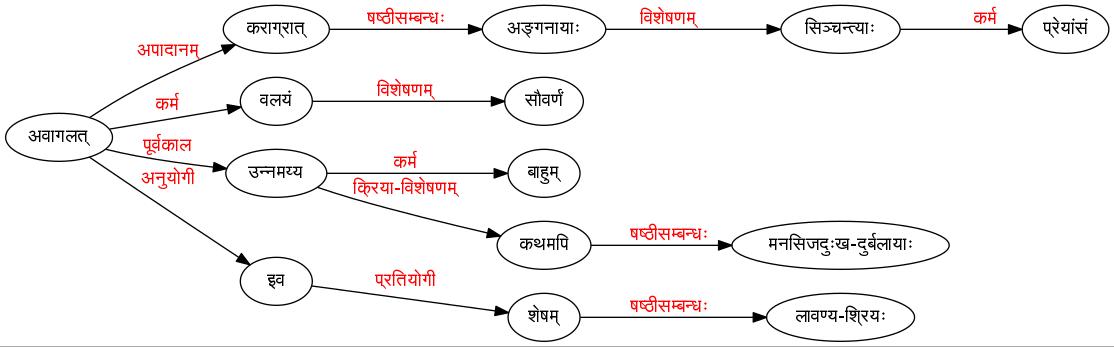 कराग्रात् षष्ठीसम्बन्धः अङ्गनायाः विशेषणम् सिञ्चन्त्याः कर्म प्रेयांसं
अपादानम्
कर्म वलयं विशेषणम् सौवर्णं
अवागलत्
पूर्वकाल उन्नमय्य कर्म बाहुम्
अनुयोगी क्रिया-विशेषणम्
कथमपि षष्ठीसम्बन्धः मनसिजदुःख-दुर्बलायाः
इव प्रतियोगी
शेषम् षष्ठीसम्बन्धः लावण्य-श्रियः